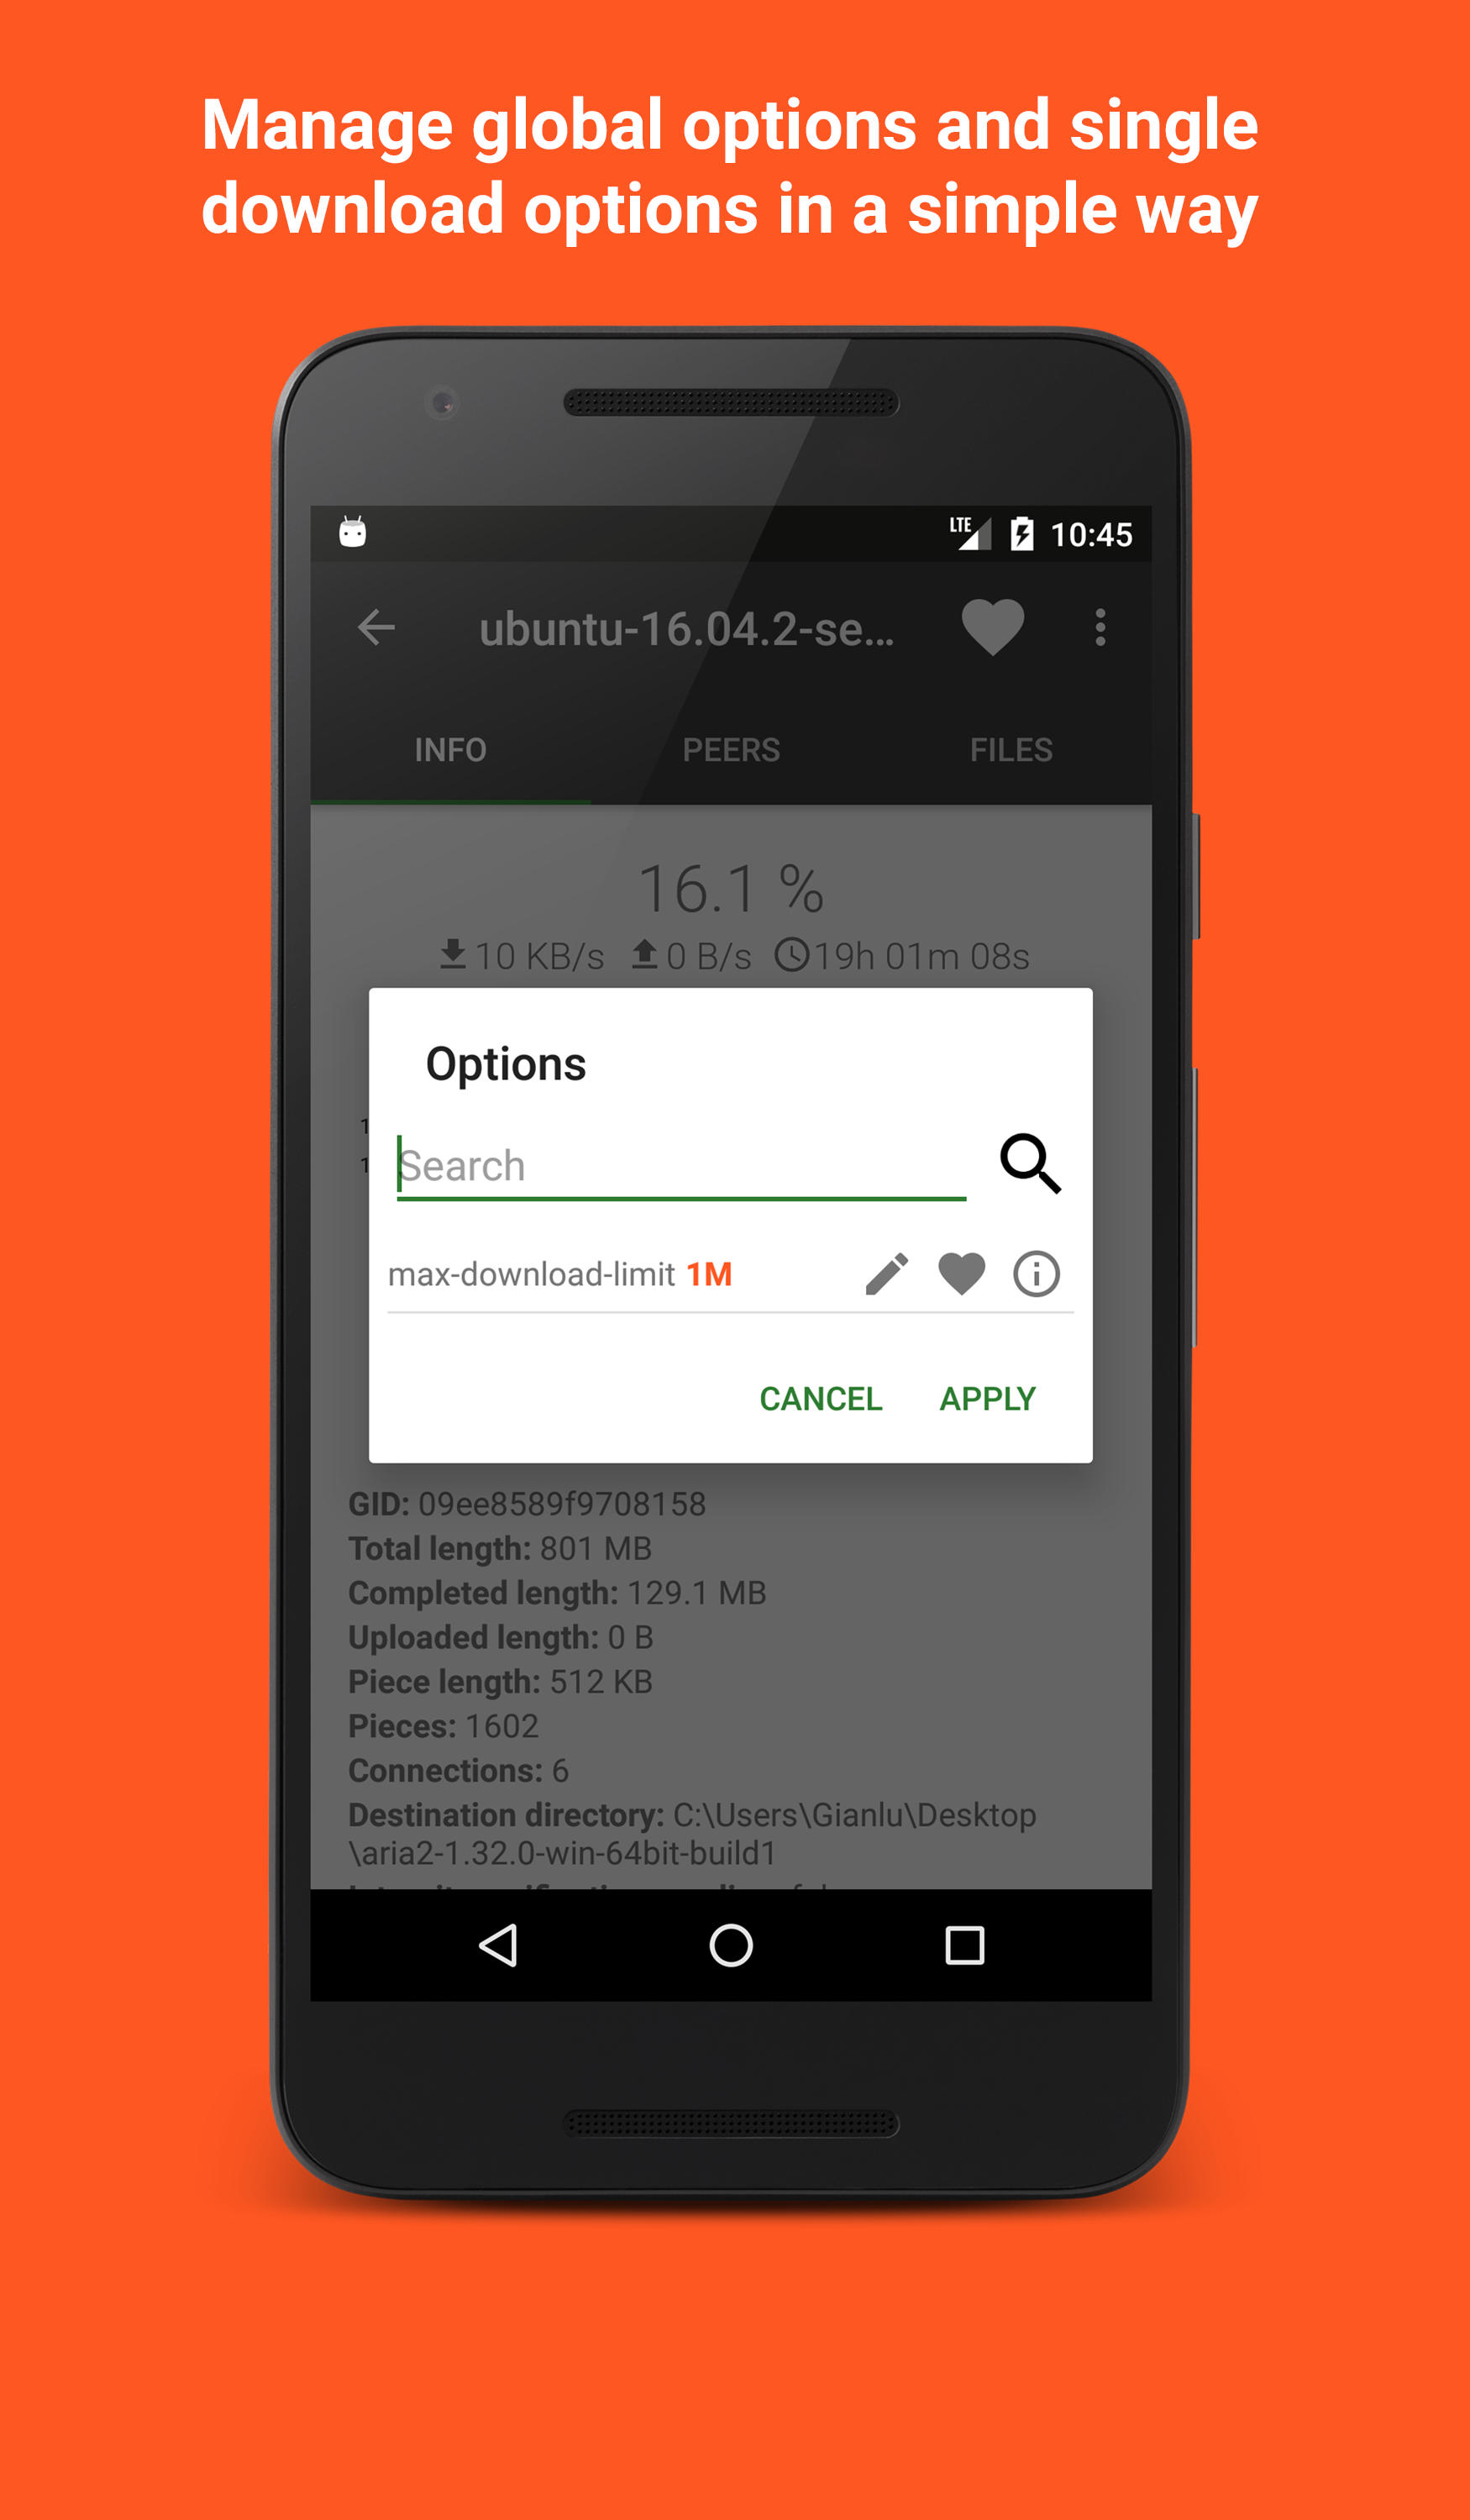 Manage global options and single
download options in a simple way
LTE 10:45
ubuntu-16.04.2-se...
INFO PEERS FILES
16.1 %
10 KB/s 0 B/s 19h 01m 08s
Options
Search
max-download-limit 1M
CANCEL APPLY
GID: 09ee8589f9708158
Total length: 801 MB
Completed length: 129.1 MB
Uploaded length: 0 B
Piece length: 512 KB
Pieces: 1602
Connections: 6
Destination directory: C:\Users\Gianlu\Desktop
\aria2-1.32.0-win-64bit-build1